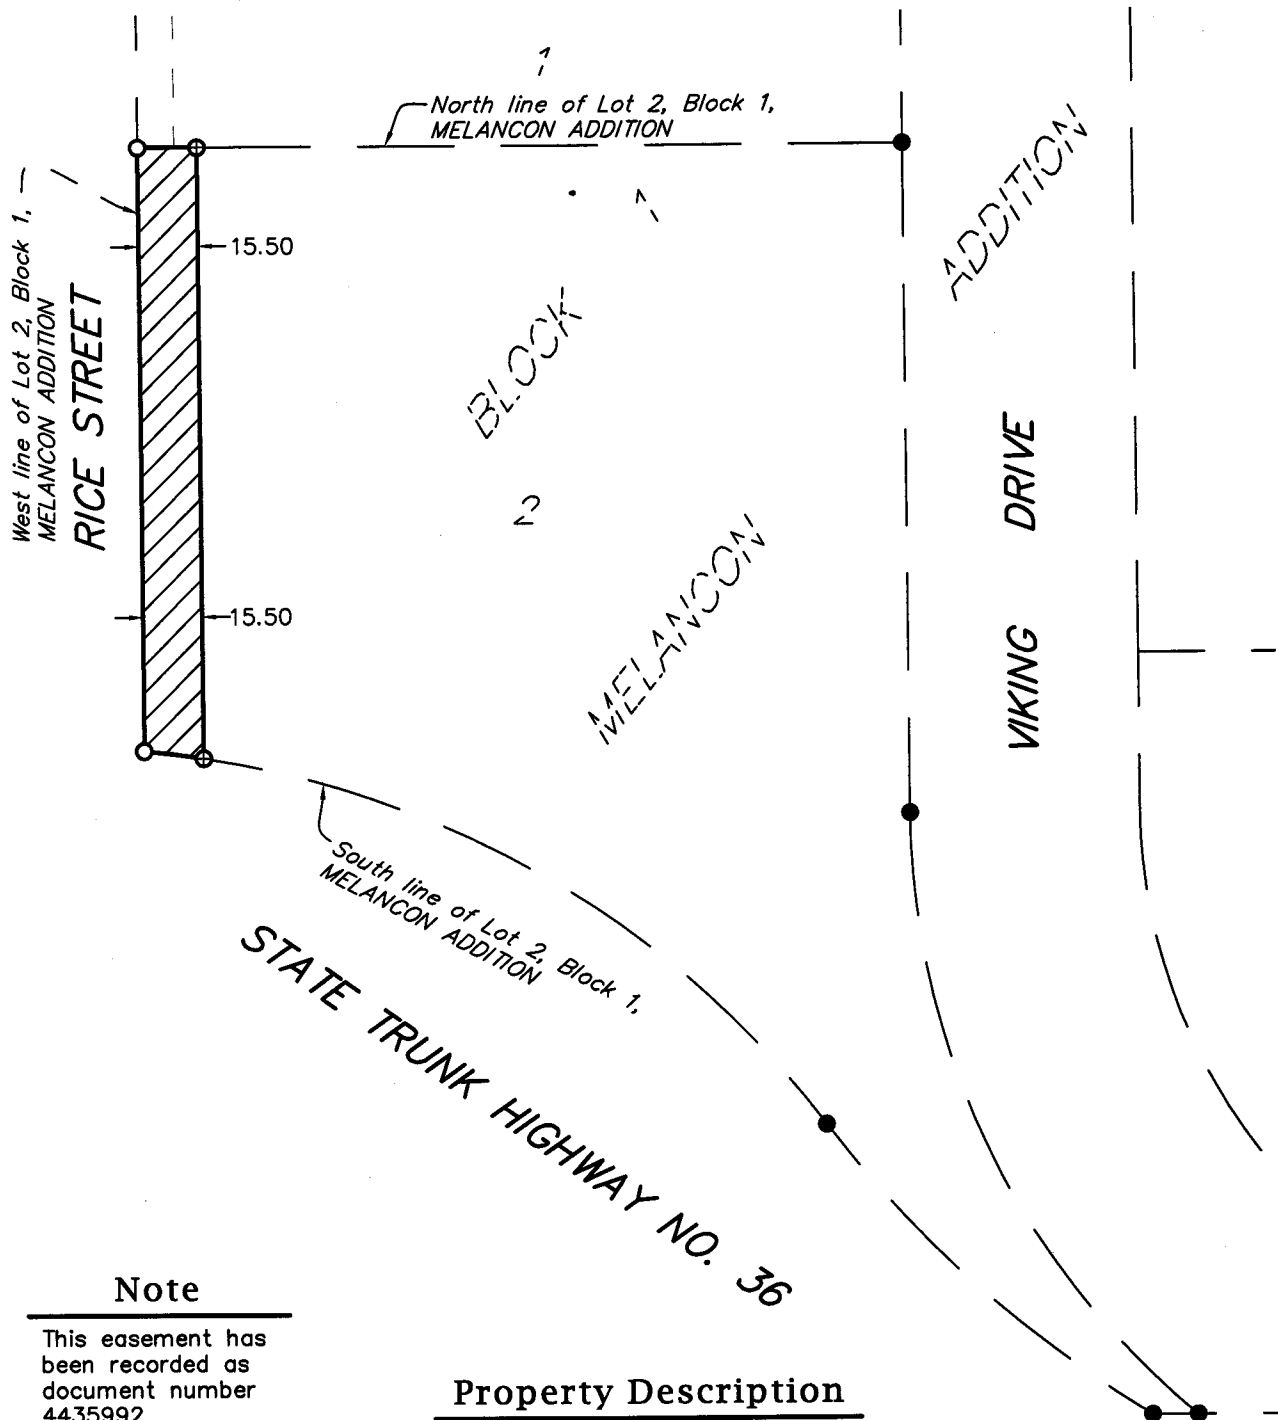 1
North line of Lot 2, Block 1,
MELANCON ADDITION
ADDITION
1
West line of Lot 2, Block 1,
MELANCON ADDITION
RICE STREET
15.50
BLOCK
2
VIKING DRIVE
15.50
MELANCON
South line of Lot 2, Block 1,
MELANCON ADDITION
STATE TRUNK HIGHWAY NO. 36
Note
This easement has
been recorded as
document number
4435992
Property Description